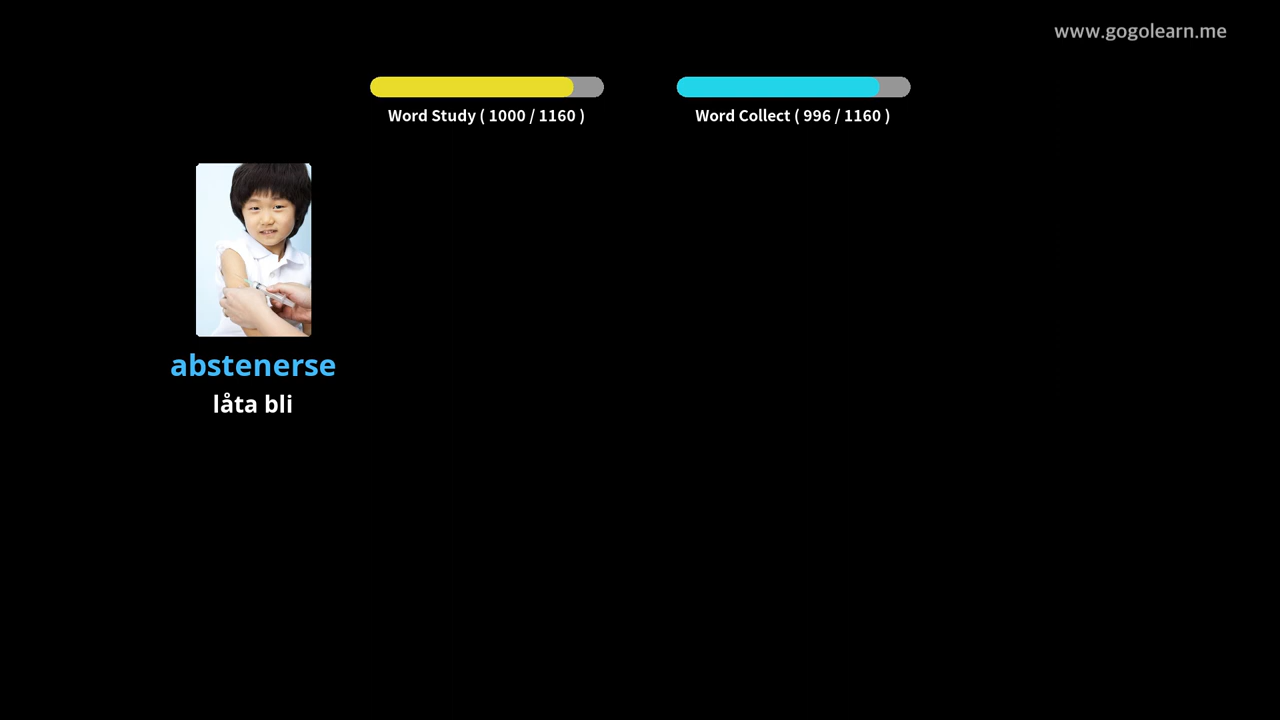 www.gogolearn.me
Word Study ( 1000 / 1160 )
Word Collect ( 996 / 1160 )
abstenerse
låta bli